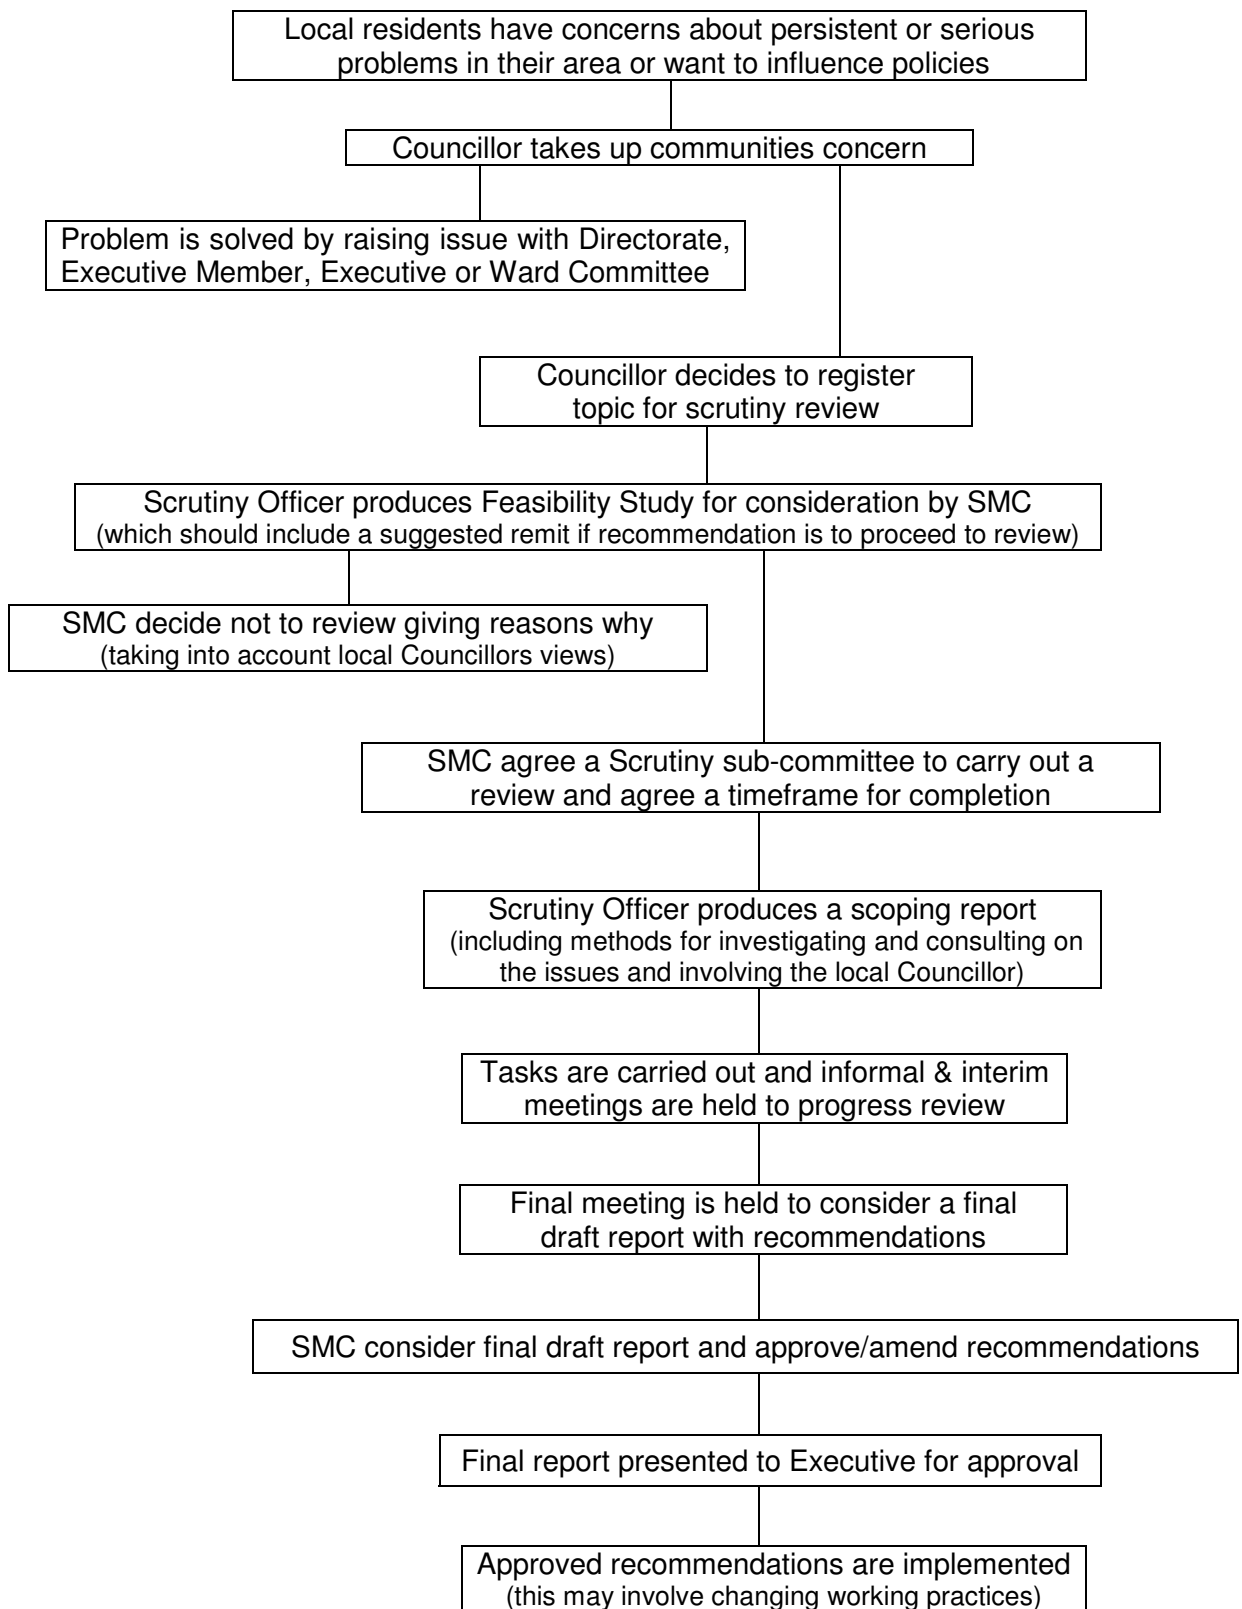 Local residents have concerns about persistent or serious
problems in their area or want to influence policies
Councillor takes up communities concern
Problem is solved by raising issue with Directorate,
Executive Member, Executive or Ward Committee
Councillor decides to register
topic for scrutiny review
Scrutiny Officer produces Feasibility Study for consideration by SMC
(which should include a suggested remit if recommendation is to proceed to review)
SMC decide not to review giving reasons why
(taking into account local Councillors views)
SMC agree a Scrutiny sub-committee to carry out a
review and agree a timeframe for completion
Scrutiny Officer produces a scoping report
(including methods for investigating and consulting on
the issues and involving the local Councillor)
Tasks are carried out and informal & interim
meetings are held to progress review
Final meeting is held to consider a final
draft report with recommendations
SMC consider final draft report and approve/amend recommendations
Final report presented to Executive for approval
Approved recommendations are implemented
(this may involve changing working practices)